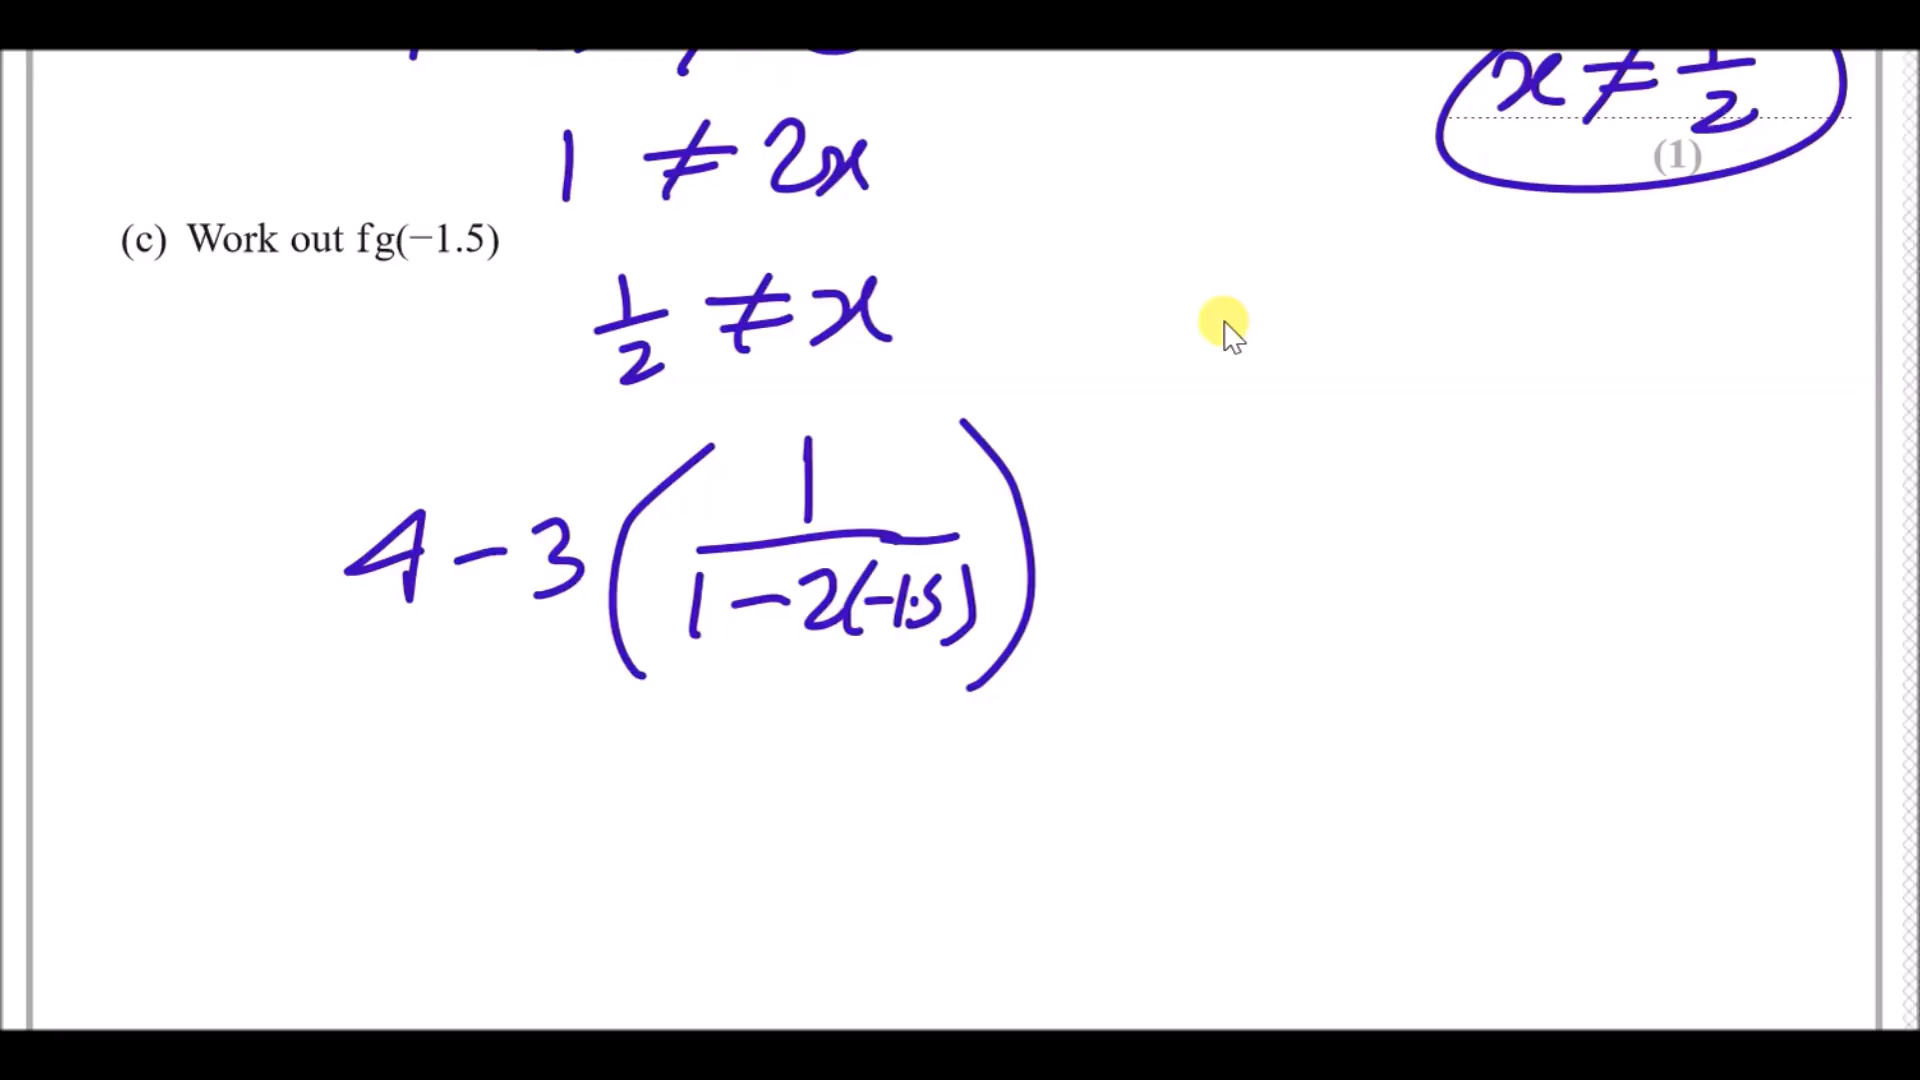 x ≠ 1/2
(1)
1 ≠ 2x
(c) Work out fg(−1.5)
1/2 ≠ x
4 − 3 ( 1 / 1 − 2(−1.5) )